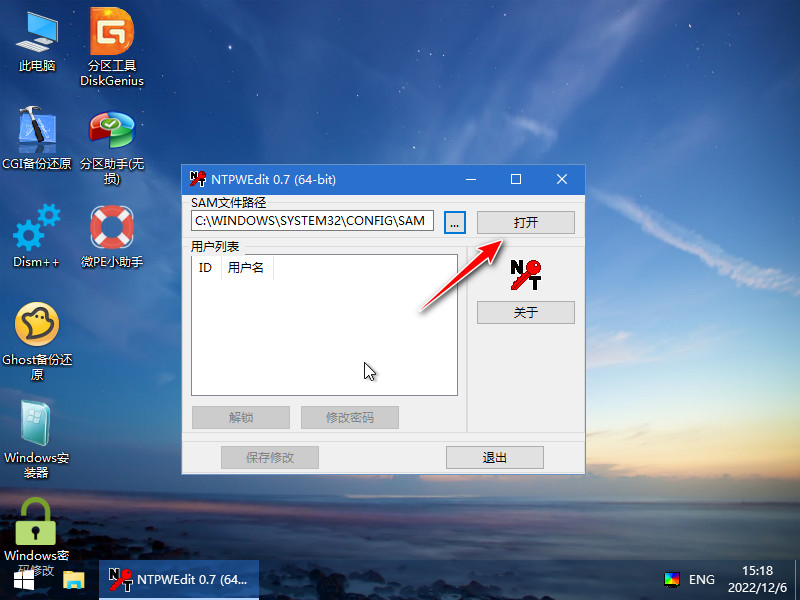 此电脑
分区工具
DiskGenius
CGI备份还原
分区助手(无
损)
Dism++
微PE小助手
Ghost备份还
原
Windows安
装器
Windows密
码修改
NTPWEdit 0.7 (64-bit)
SAM文件路径
C:\WINDOWS\SYSTEM32\CONFIG\SAM
...
打开
用户列表
ID
用户名
NT
关于
解锁
修改密码
保存修改
退出
NTPWEdit 0.7 (64...
ENG
15:18
2022/12/6